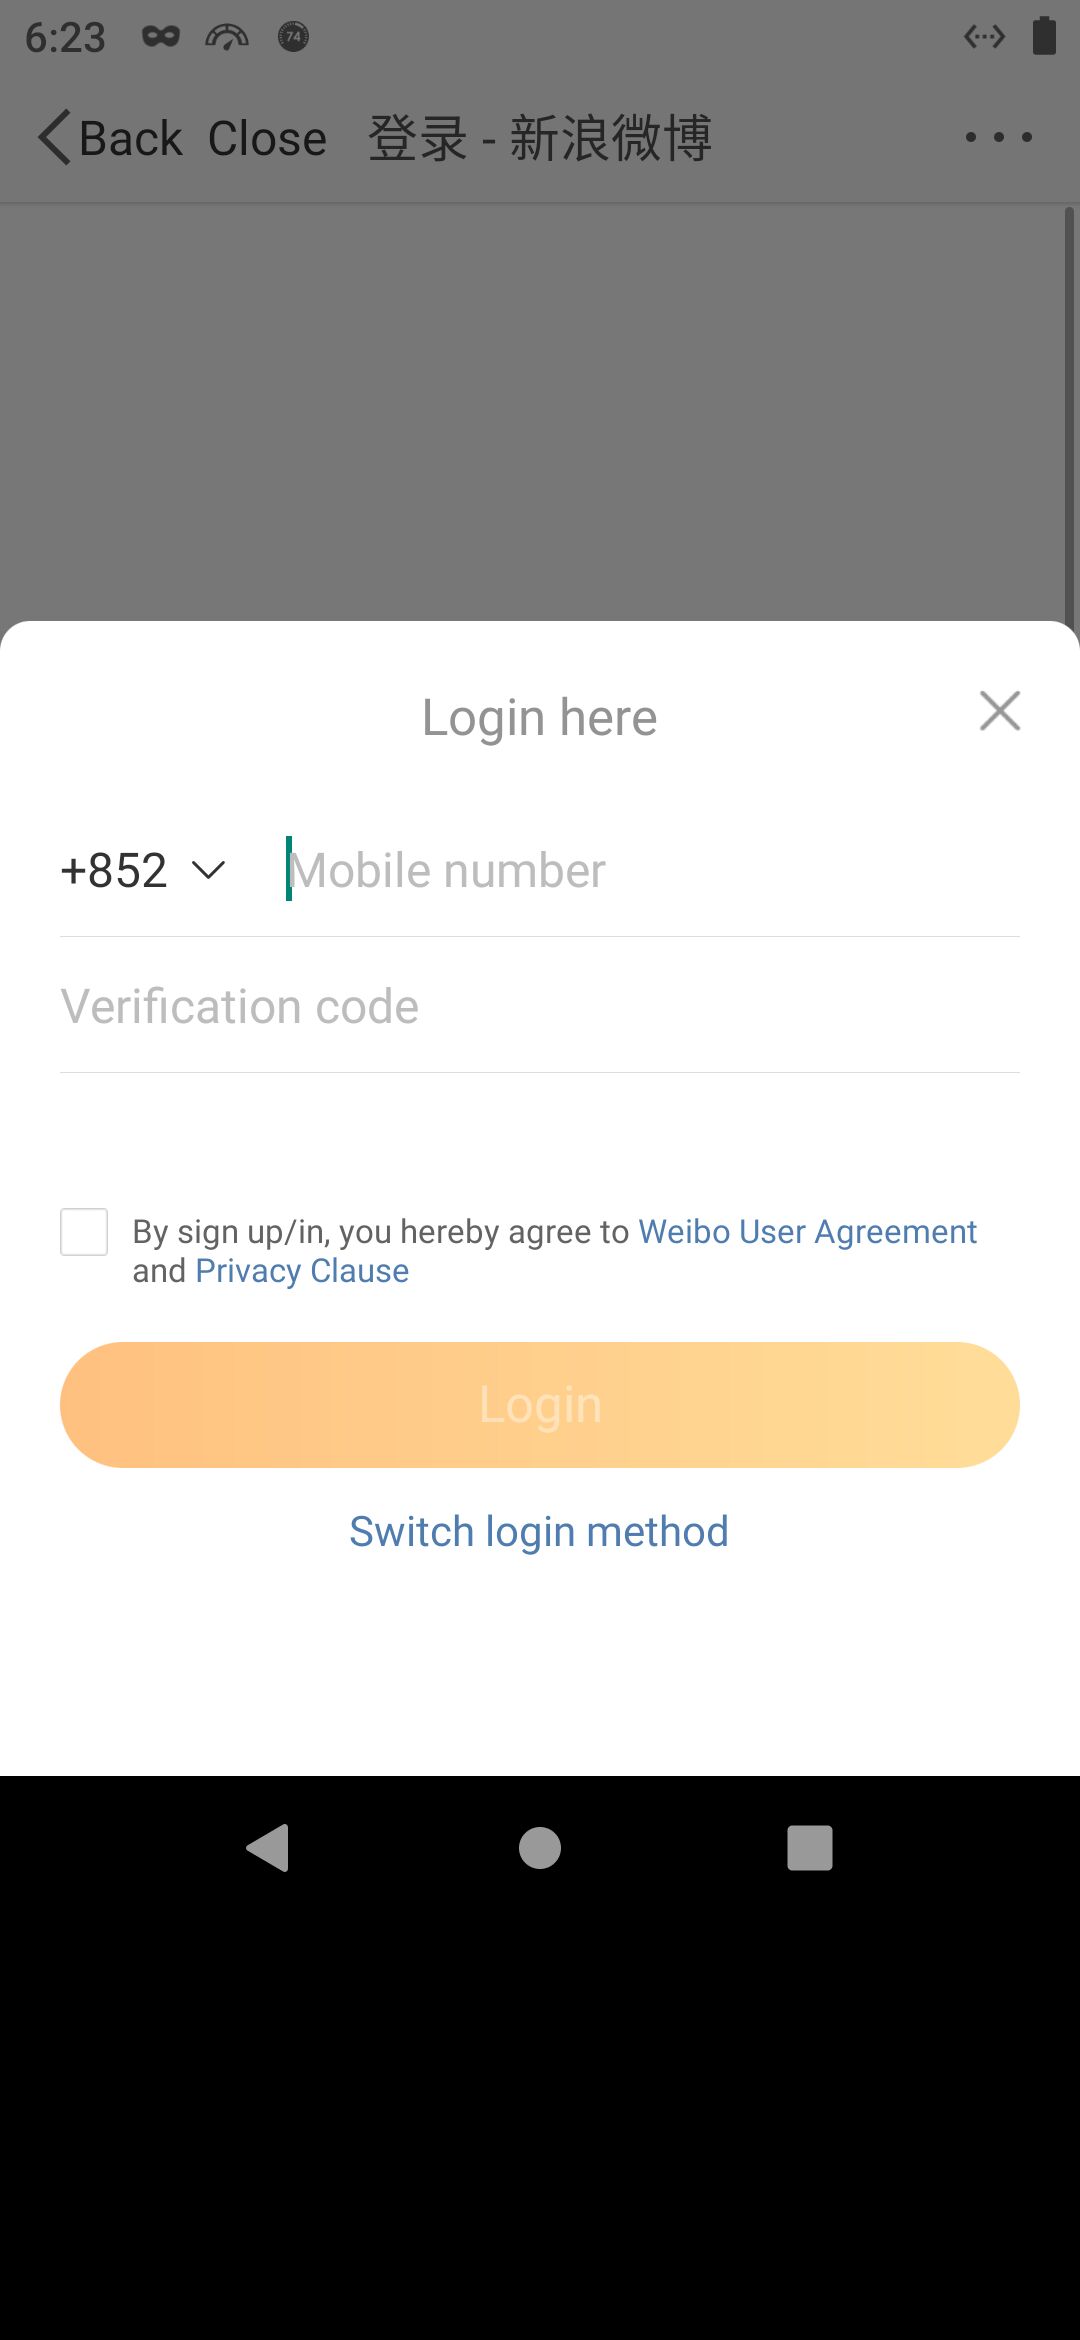 6:23 74
Back Close 登录 - 新浪微博
Login here
+852 Mobile number
Verification code
By sign up/in, you hereby agree to Weibo User Agreement
and Privacy Clause
Login
Switch login method